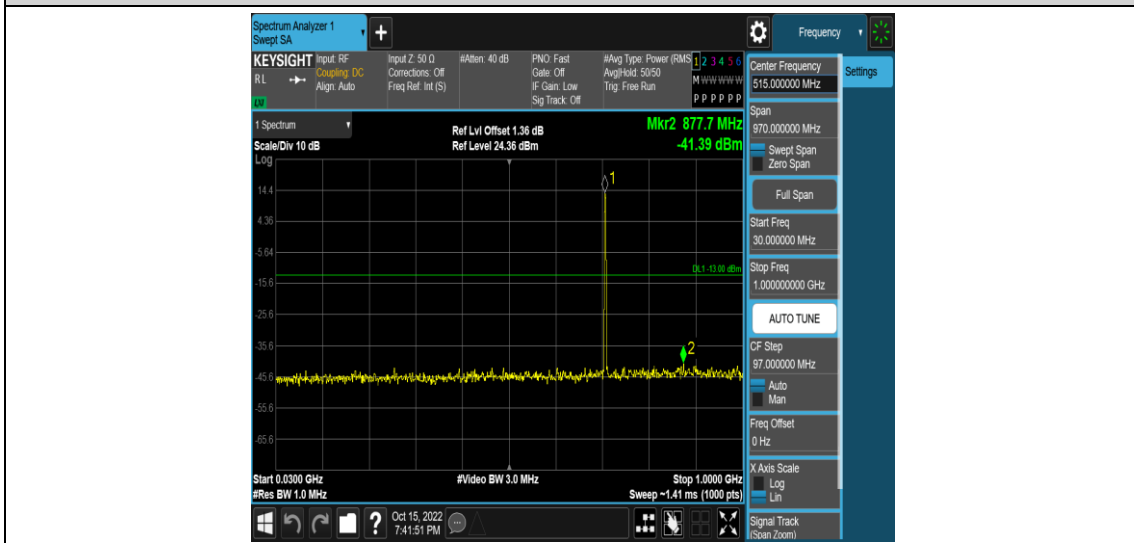 Spectrum Analyzer 1
Swept SA
+
Frequency
KEYSIGHT
Input: RF
Input Z: 50 Ω
#Atten: 40 dB
PNO: Fast
#Avg Type: Power (RMS
1 2 3 4 5 6
R L
Coupling: DC
Corrections: Off
Gate: Off
Avg|Hold: 50/50
M W W W W W
Align: Auto
Freq Ref: Int (S)
IF Gain: Low
Trig: Free Run
Sig Track: Off
P P P P P P
Center Frequency
515.000000 MHz
Settings
1 Spectrum
Ref Lvl Offset 1.36 dB
Mkr2 877.7 MHz
Scale/Div 10 dB
Ref Level 24.36 dBm
-41.39 dBm
Log
1
14.4
4.36
-5.64
DL1 -13.00 dBm
-15.6
-25.6
-35.6
2
-45.6
-55.6
-65.6
Start 0.0300 GHz
#Video BW 3.0 MHz
Stop 1.0000 GHz
#Res BW 1.0 MHz
Sweep ~1.41 ms (1000 pts)
Span
970.000000 MHz
Swept Span
Zero Span
Full Span
Start Freq
30.000000 MHz
Stop Freq
1.000000000 GHz
AUTO TUNE
CF Step
97.000000 MHz
Auto
Man
Freq Offset
0 Hz
X Axis Scale
Log
Lin
Signal Track
(Span Zoom)
?
Oct 15, 2022
7:41:51 PM